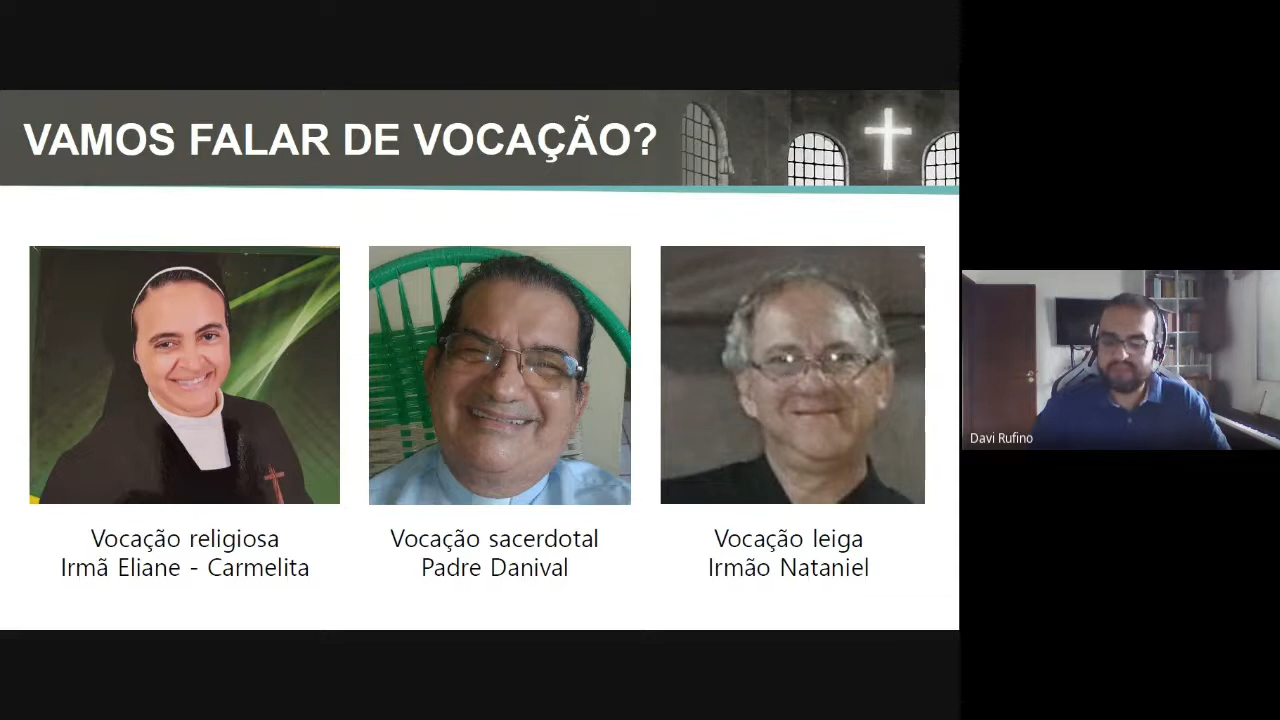 VAMOS FALAR DE VOCAÇÃO?
Vocação religiosa
Irmã Eliane - Carmelita
Vocação sacerdotal
Padre Danival
Vocação leiga
Irmão Nataniel
Davi Rufino